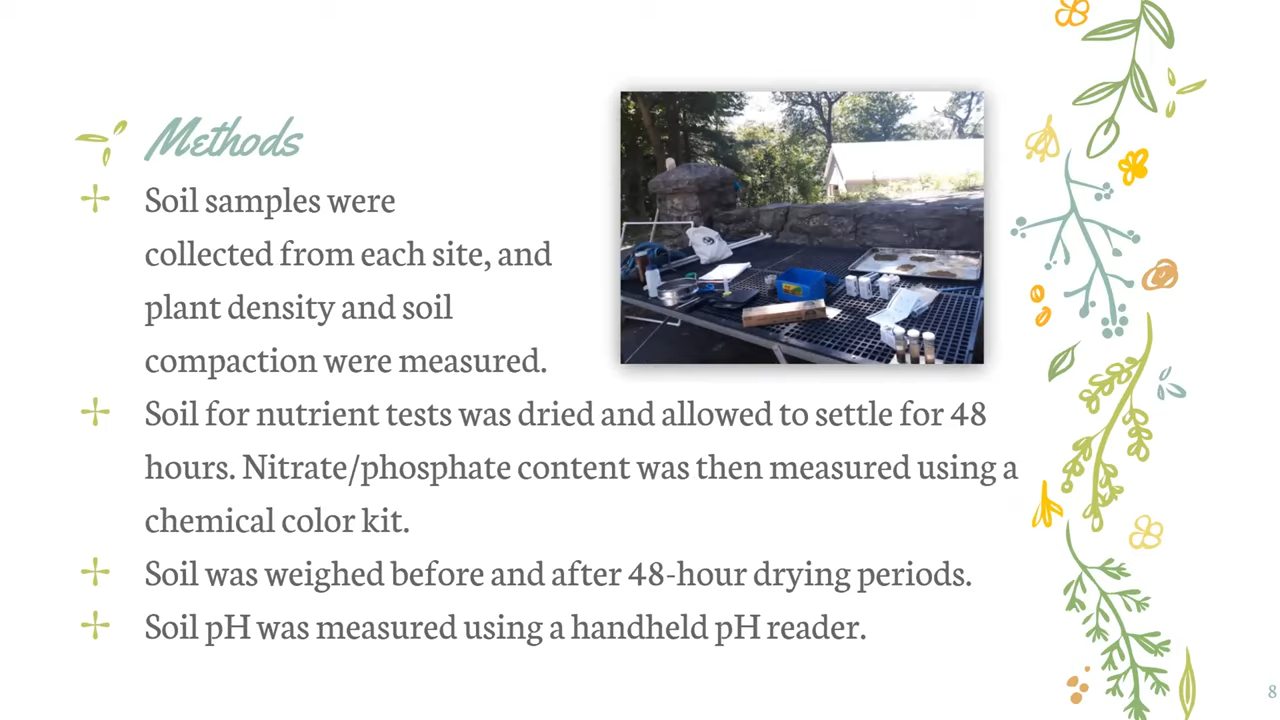 Methods
Soil samples were
collected from each site, and
plant density and soil
compaction were measured.
Soil for nutrient tests was dried and allowed to settle for 48
hours. Nitrate/phosphate content was then measured using a
chemical color kit.
Soil was weighed before and after 48-hour drying periods.
Soil pH was measured using a handheld pH reader.
8